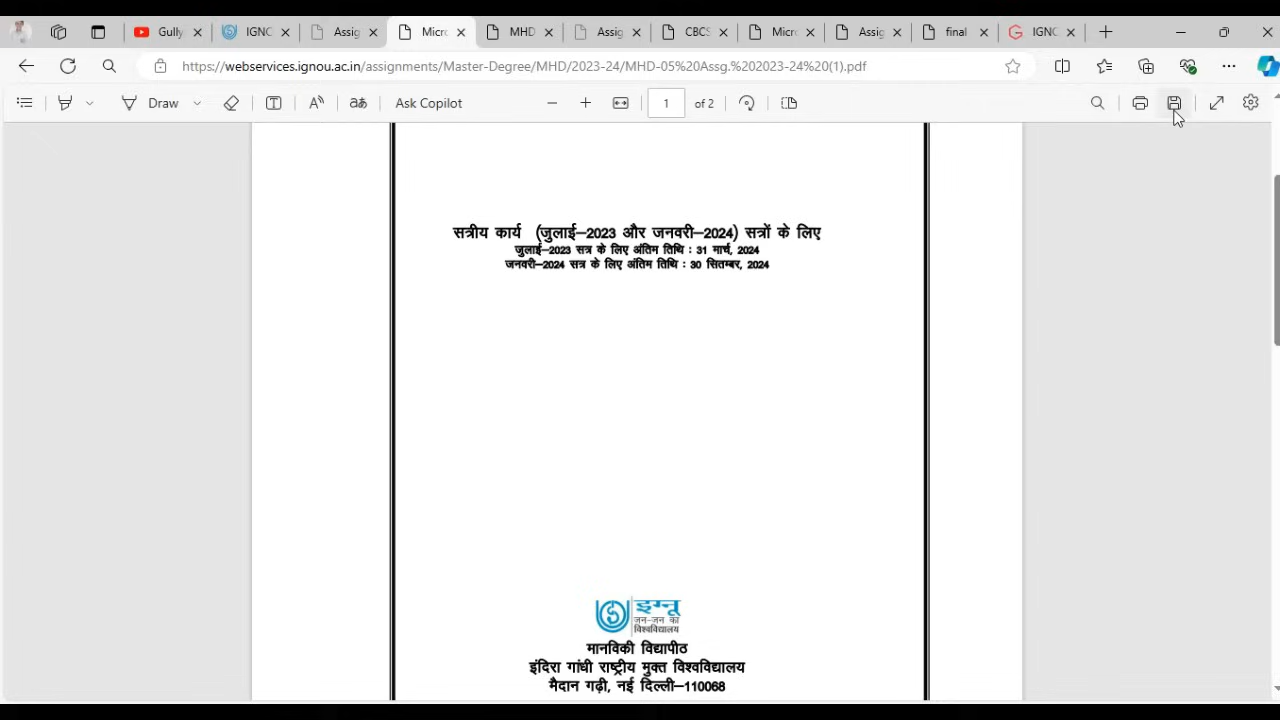 Gully
IGNC
Assig
Micro
MHD
Assig
CBCS
Micro
Assig
final
IGNC
https://webservices.ignou.ac.in/assignments/Master-Degree/MHD/2023-24/MHD-05%20Assg.%202023-24%20(1).pdf
Draw
Ask Copilot
1
of 2
सत्रीय कार्य (जुलाई–2023 और जनवरी–2024) सत्रों के लिए
जुलाई–2023 सत्र के लिए अंतिम तिथि : 31 मार्च, 2024
जनवरी–2024 सत्र के लिए अंतिम तिथि : 30 सितम्बर, 2024
इग्नू
जन-जन का
विश्वविद्यालय
मानविकी विद्यापीठ
इंदिरा गांधी राष्ट्रीय मुक्त विश्वविद्यालय
मैदान गढ़ी, नई दिल्ली–110068